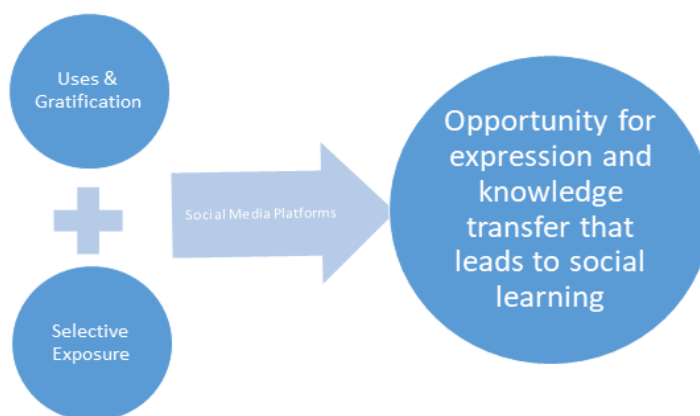 Uses &
Gratification
Selective
Exposure
Social Media Platforms
Opportunity for
expression and
knowledge
transfer that
leads to social
learning